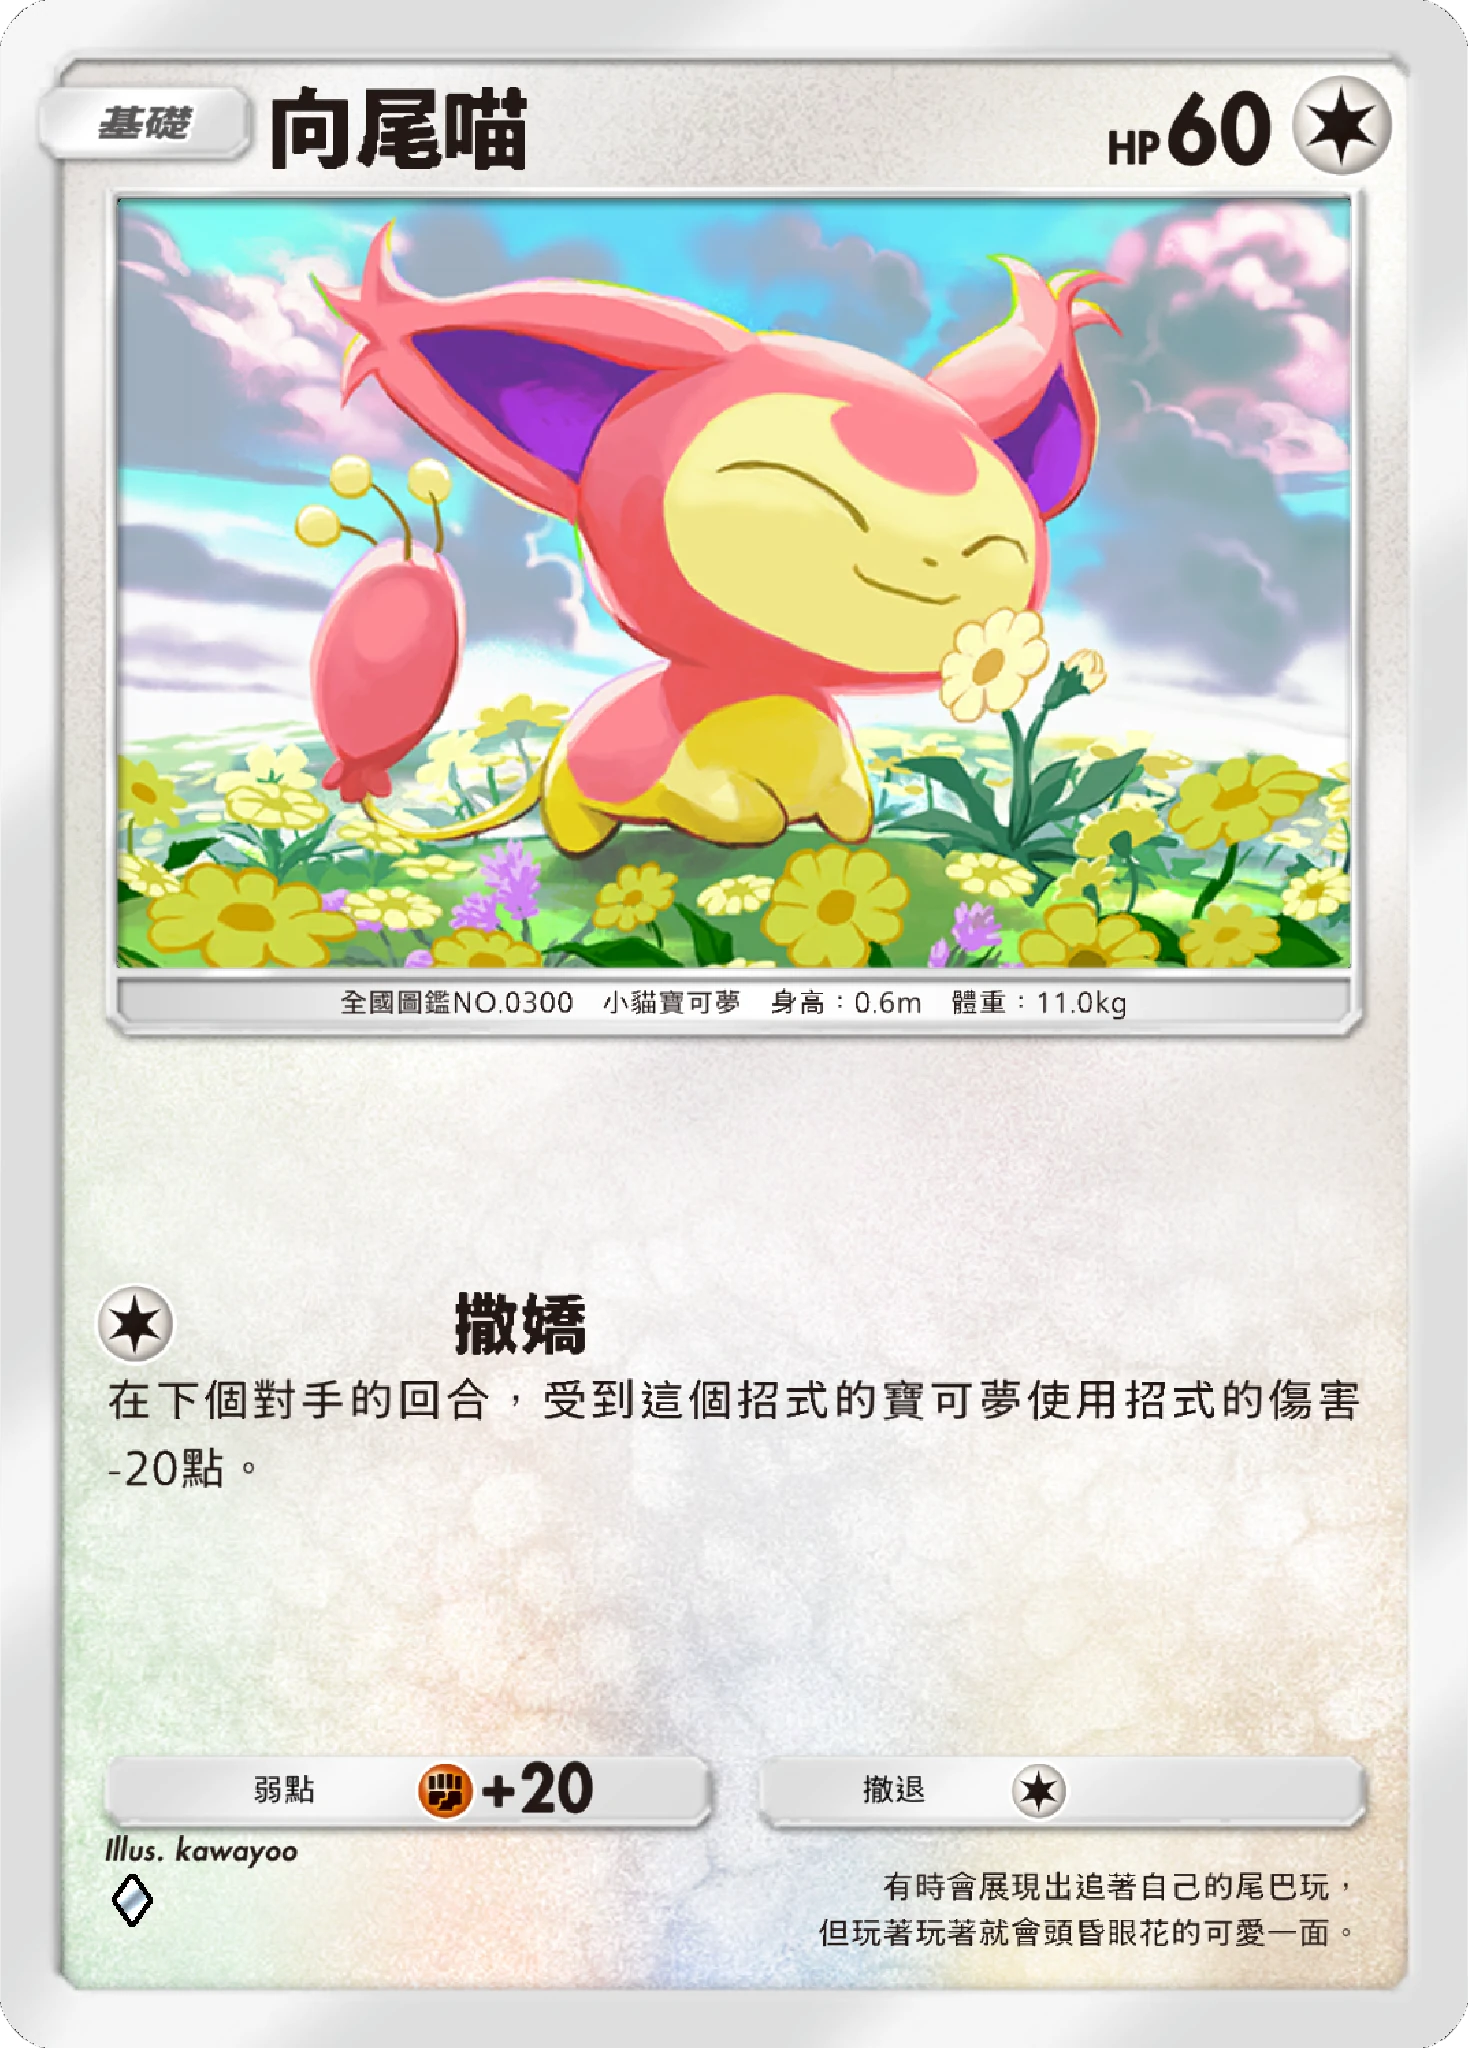 基礎
向尾喵
HP60
全國圖鑑NO.0300 小貓寶可夢 身高：0.6m 體重：11.0kg
撒嬌
在下個對手的回合，受到這個招式的寶可夢使用招式的傷害
-20點。
弱點 +20
撤退
Illus. kawayoo
有時會展現出追著自己的尾巴玩，
但玩著玩著就會頭昏眼花的可愛一面。